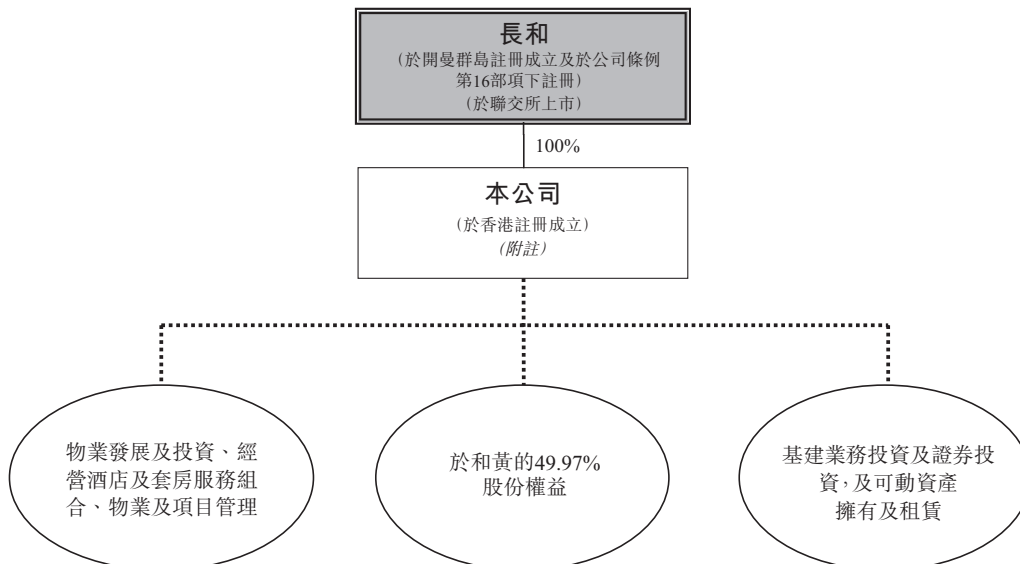 長和
(於開曼群島註冊成立及於公司條例
第16部項下註冊)
(於聯交所上市)
100%
本公司
(於香港註冊成立)
(附註)
物業發展及投資、經
營酒店及套房服務組
合、物業及項目管理
於和黃的49.97%
股份權益
基建業務投資及證券投
資，及可動資產
擁有及租賃